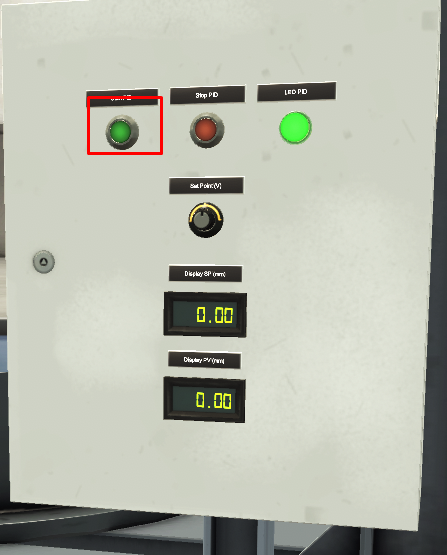 Stop PID
LED PID
Set Point (V)
Display SP (mm)
0.00
Display PV (mm)
0.00